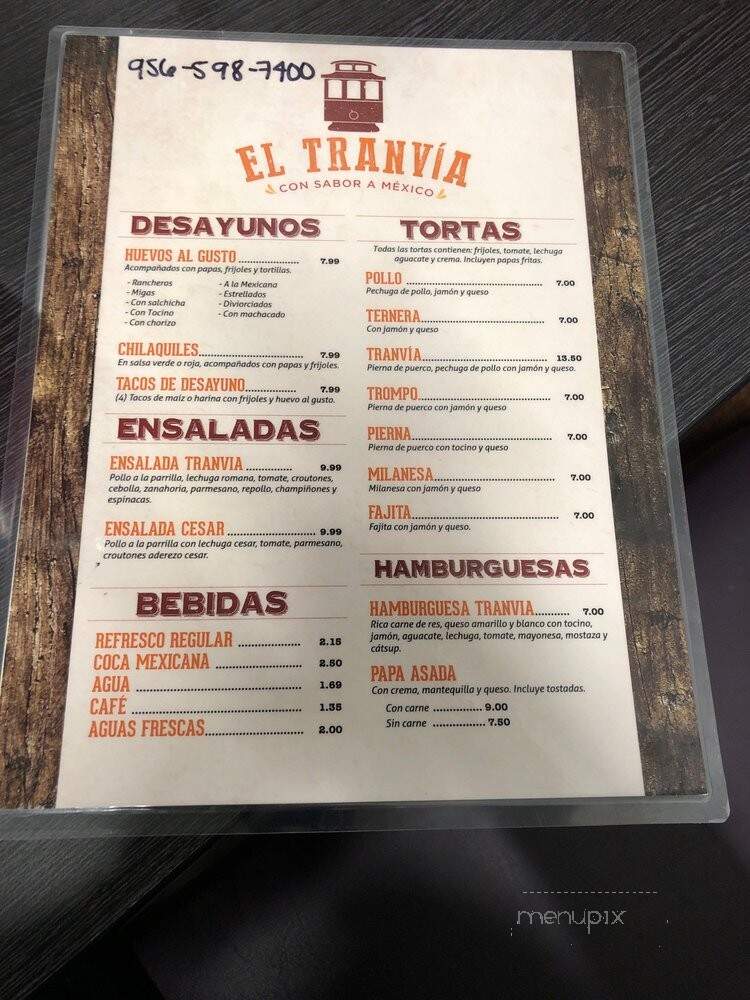 956-598-7400
EL TRANVÍA
CON SABOR A MÉXICO
DESAYUNOS
HUEVOS AL GUSTO ..................... 7.99
Acompañados con papas, frijoles y tortillas.
- Rancheros
- Migas
- Con salchicha
- Con Tocino
- Con chorizo
- A la Mexicana
- Estrellados
- Diviorciados
- Con machacado
CHILAQUILES............................ 7.99
En salsa verde o roja, acompañados con papas y frijoles.
TACOS DE DESAYUNO.............. 7.99
(4) Tacos de maíz o harina con frijoles y huevo al gusto.
ENSALADAS
ENSALADA TRANVIA .............. 9.99
Pollo a la parrilla, lechuga romana, tomate, croutones,
cebolla, zanahoria, parmesano, repollo, champiñones y
espinacas.
ENSALADA CESAR ........................ 9.99
Pollo a la parrilla con lechuga cesar, tomate, parmesano,
croutones aderezo cesar.
BEBIDAS
REFRESCO REGULAR ................. 2.15
COCA MEXICANA ....................... 2.50
AGUA ............................................ 1.69
CAFÉ ............................................. 1.35
AGUAS FRESCAS.......................... 2.00
TORTAS
Todas las tortas contienen: frijoles, tomate, lechuga
aguacate y crema. Incluyen papas fritas.
POLLO ........................................ 7.00
Pechuga de pollo, jamón y queso
TERNERA.................................... 7.00
Con jamón y queso
TRANVÍA.................................... 13.50
Pierna de puerco, pechuga de pollo con jamón y queso.
TROMPO..................................... 7.00
Pierna de puerco con jamón y queso
PIERNA........................................ 7.00
Pierna de puerco con tocino y queso
MILANESA................................... 7.00
Milanesa con jamón y queso
FAJITA......................................... 7.00
Fajita con jamón y queso.
HAMBURGUESAS
HAMBURGUESA TRANVIA.......... 7.00
Rica carne de res, queso amarillo y blanco con tocino,
jamón, aguacate, lechuga, tomate, mayonesa, mostaza y
cátsup.
PAPA ASADA
Con crema, mantequilla y queso. Incluye tostadas.
Con carne ................ 9.00
Sin carne ................. 7.50
menupix